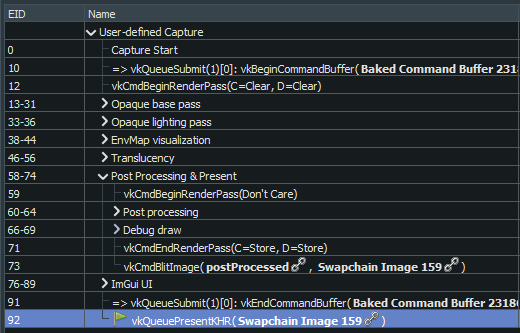 EID Name
User-defined Capture
0 Capture Start
10 => vkQueueSubmit(1)[0]: vkBeginCommandBuffer( Baked Command Buffer 2318
12 vkCmdBeginRenderPass(C=Clear, D=Clear)
13-31 Opaque base pass
33-36 Opaque lighting pass
38-44 EnvMap visualization
46-56 Translucency
58-74 Post Processing & Present
59 vkCmdBeginRenderPass(Don't Care)
60-64 Post processing
66-69 Debug draw
71 vkCmdEndRenderPass(C=Store, D=Store)
73 vkCmdBlitImage( postProcessed , Swapchain Image 159 )
76-89 ImGui UI
91 => vkQueueSubmit(1)[0]: vkEndCommandBuffer( Baked Command Buffer 23186
92 vkQueuePresentKHR( Swapchain Image 159 )